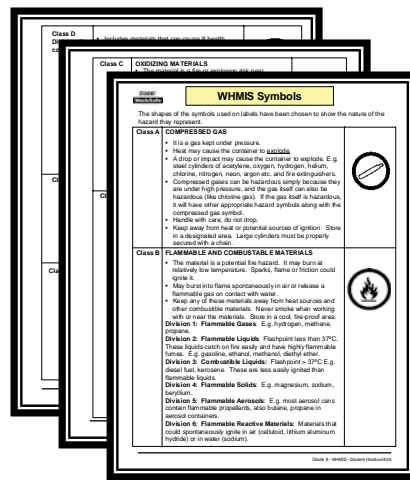 Class D
Includes materials that can cause ill health
Class C
OXIDIZING MATERIALS
WHMIS Symbols
The shapes of the symbols used on labels have been chosen to show the nature of the
hazard they represent.
Class A
COMPRESSED GAS
• It is a gas kept under pressure.
• Heat may cause the container to explode.
• A drop or impact may cause the container to explode. E.g.
steel cylinders of acetylene, oxygen, hydrogen, helium,
chlorine, nitrogen, neon, argon etc. and fire extinguishers.
• Compressed gases can be hazardous simply because they
are under high pressure, and the gas itself can also be
hazardous (like chlorine gas). If the gas itself is hazardous,
it will have other appropriate hazard symbols along with the
compressed gas symbol.
• Handle with care, do not drop.
• Keep away from heat or potential sources of ignition. Store
in a designated area. Large cylinders must be properly
secured with a chain.
Class B
FLAMMABLE AND COMBUSTABLE MATERIALS
• The material is a potential fire hazard. It may burn at
relatively low temperature. Sparks, flame or friction could
ignite it.
• May burst into flame spontaneously in air or release a
flammable gas on contact with water.
• Keep any of these materials away from heat sources and
other combustible materials. Never smoke when working
with or near the materials. Store in a cool, fire-proof area.
Division 1: Flammable Gases: E.g. hydrogen, methane,
propane.
Division 2: Flammable Liquids Flashpoint less than 37ºC.
These liquids catch on fire easily and have highly flammable
fumes. E.g. gasoline, ethanol, methanol, diethyl ether.
Division 3: Combustible Liquids: Flashpoint > 37ºC E.g.
diesel fuel, kerosene. These are less easily ignited than
flammable liquids.
Division 4: Flammable Solids: E.g. magnesium, sodium,
beryllium.
Division 5: Flammable Aerosols: E.g. most aerosol cans
contain flammable propellants, also butane, propane in
aerosol containers.
Division 6: Flammable Reactive Materials: Materials that
could spontaneously ignite in air (celluloid, lithium aluminum
hydride) or in water (sodium).
Grade 9 - WHMIS - Student Handout #2A